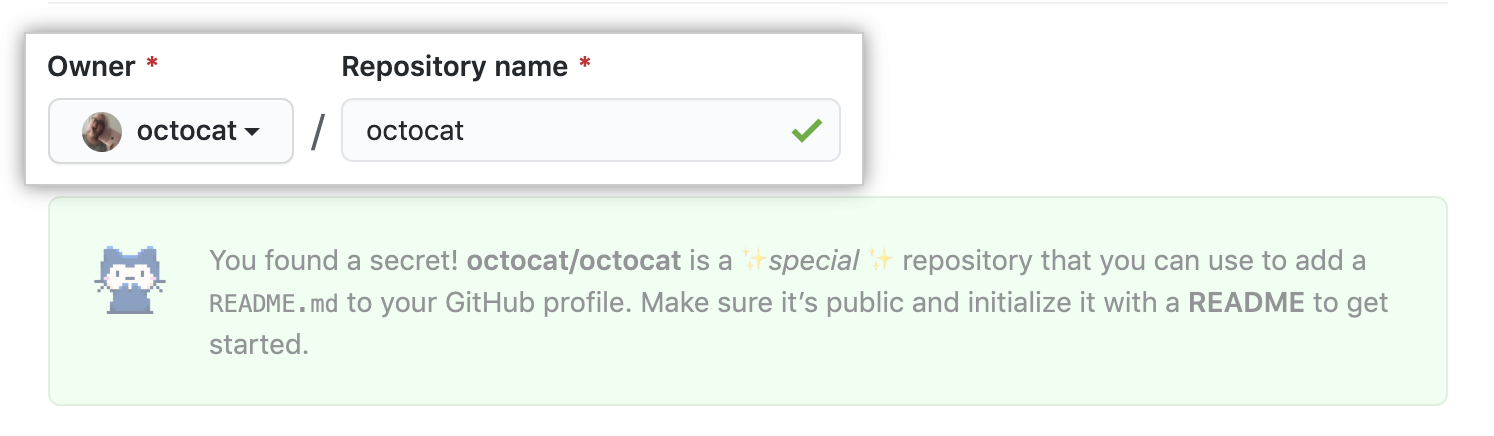 Owner * Repository name *
octocat / octocat
You found a secret! octocat/octocat is a ✨special ✨ repository that you can use to add a
README.md to your GitHub profile. Make sure it’s public and initialize it with a README to get
started.